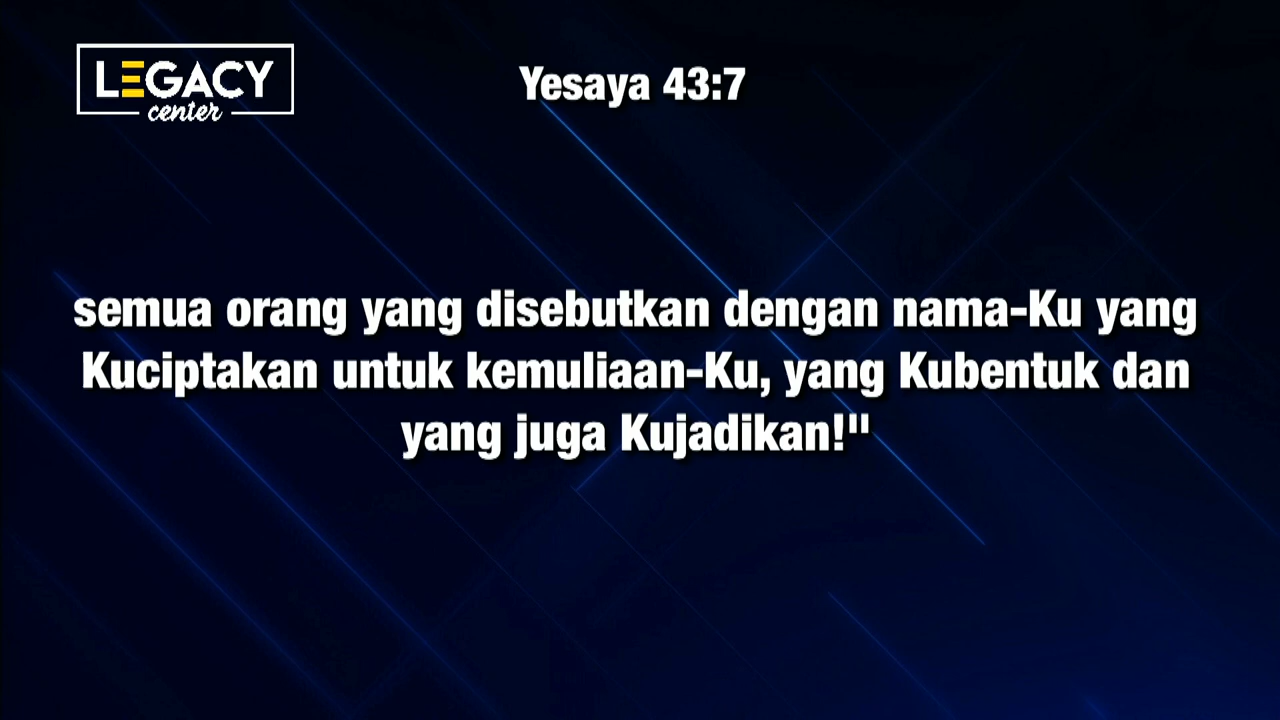 LEGACY
center
Yesaya 43:7
semua orang yang disebutkan dengan nama-Ku yang
Kuciptakan untuk kemuliaan-Ku, yang Kubentuk dan
yang juga Kujadikan!"